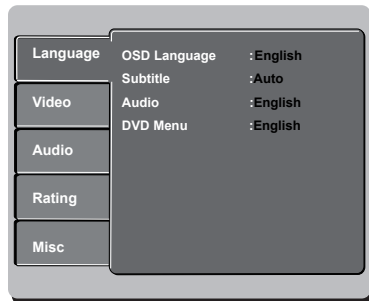 Language
Video
Audio
Rating
Misc
OSD Language :English
Subtitle :Auto
Audio :English
DVD Menu :English